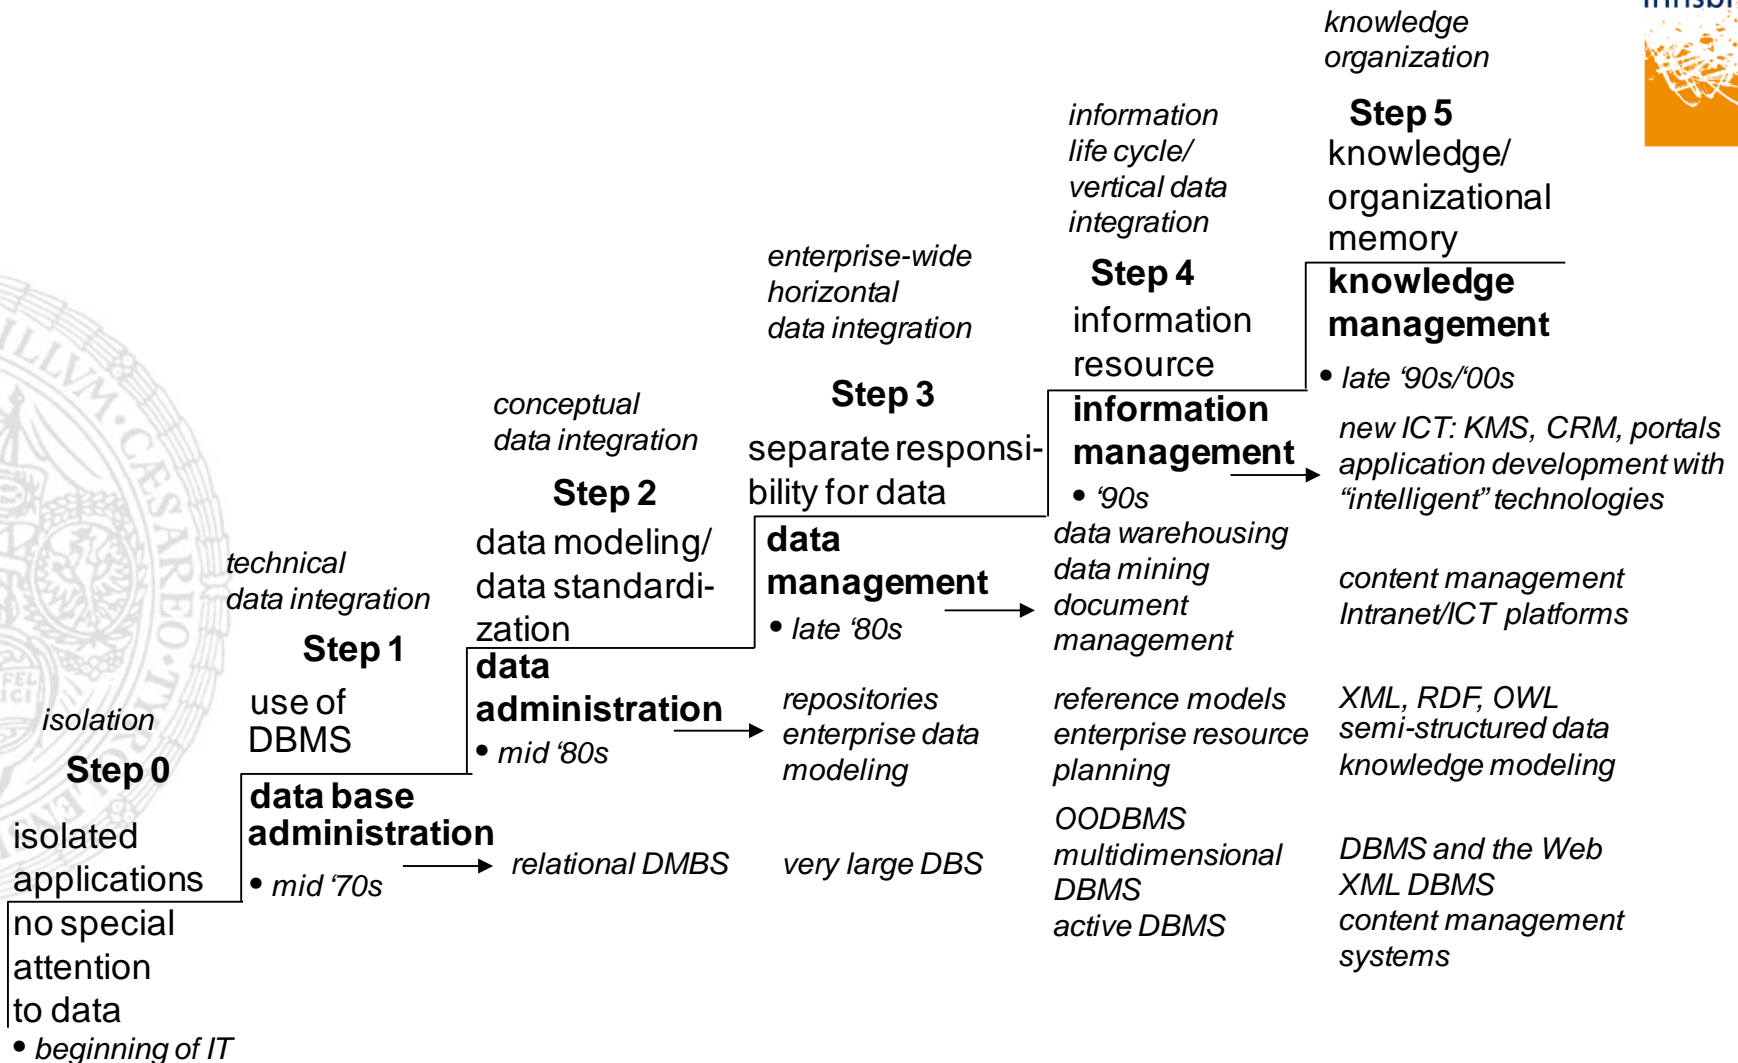 isolation
Step 0
isolated
applications
no special
attention
to data
• beginning of IT
technical
data integration
Step 1
use of
DBMS
data base
administration
• mid ‘70s
relational DMBS
very large DBS
OODBMS
multidimensional
DBMS
active DBMS
DBMS and the Web
XML DBMS
content management
systems
conceptual
data integration
Step 2
data modeling/
data standardi-
zation
data
administration
• mid ‘80s
repositories
enterprise data
modeling
reference models
enterprise resource
planning
XML, RDF, OWL
semi-structured data
knowledge modeling
enterprise-wide
horizontal
data integration
Step 3
separate responsi-
bility for data
data
management
• late ‘80s
data warehousing
data mining
document
management
content management
Intranet/ICT platforms
information
life cycle/
vertical data
integration
Step 4
information
resource
information
management
• ‘90s
new ICT: KMS, CRM, portals
application development with
“intelligent” technologies
knowledge
organization
Step 5
knowledge/
organizational
memory
knowledge
management
• late ‘90s/‘00s